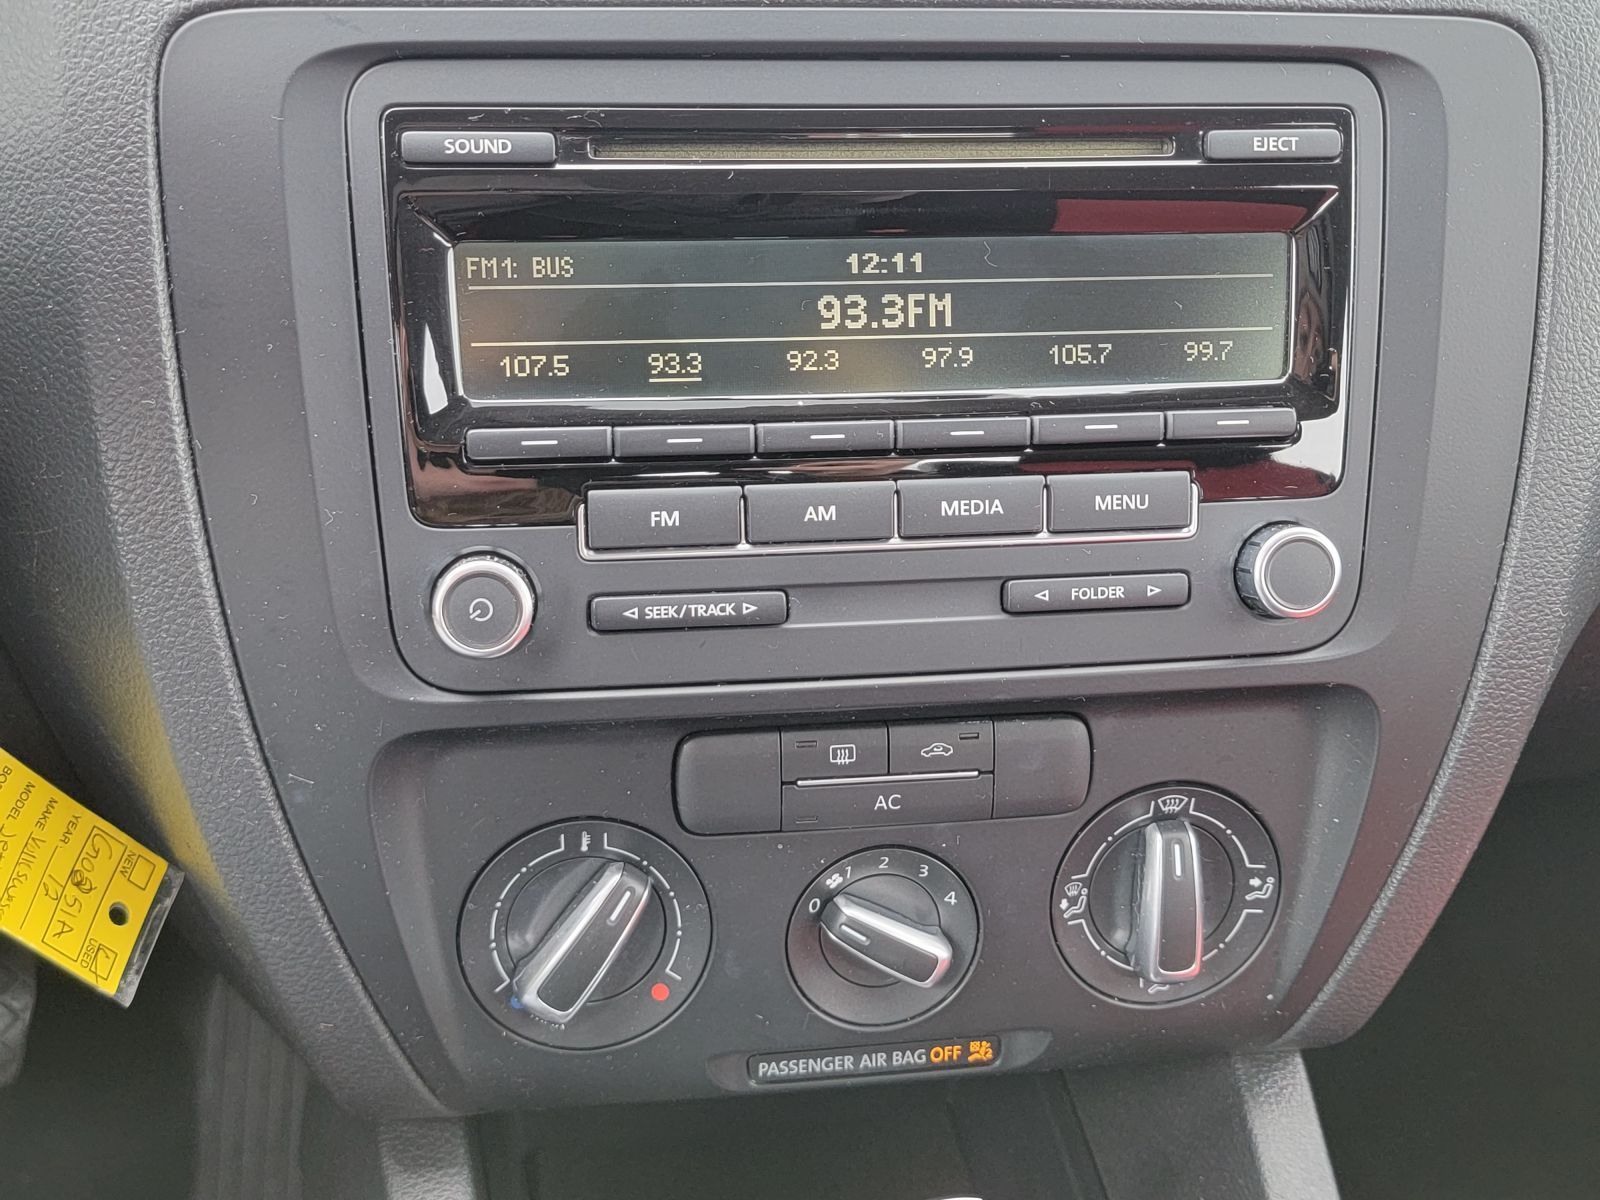 SOUND
EJECT
FM1: BUS 12:11
93.3FM
107.5 93.3 92.3 97.9 105.7 99.7
FM AM MEDIA MENU
SEEK/TRACK
FOLDER
AC
0 1 2 3 4
PASSENGER AIR BAG OFF 2
NEW
USED
YEAR 12
MAKE
MODEL